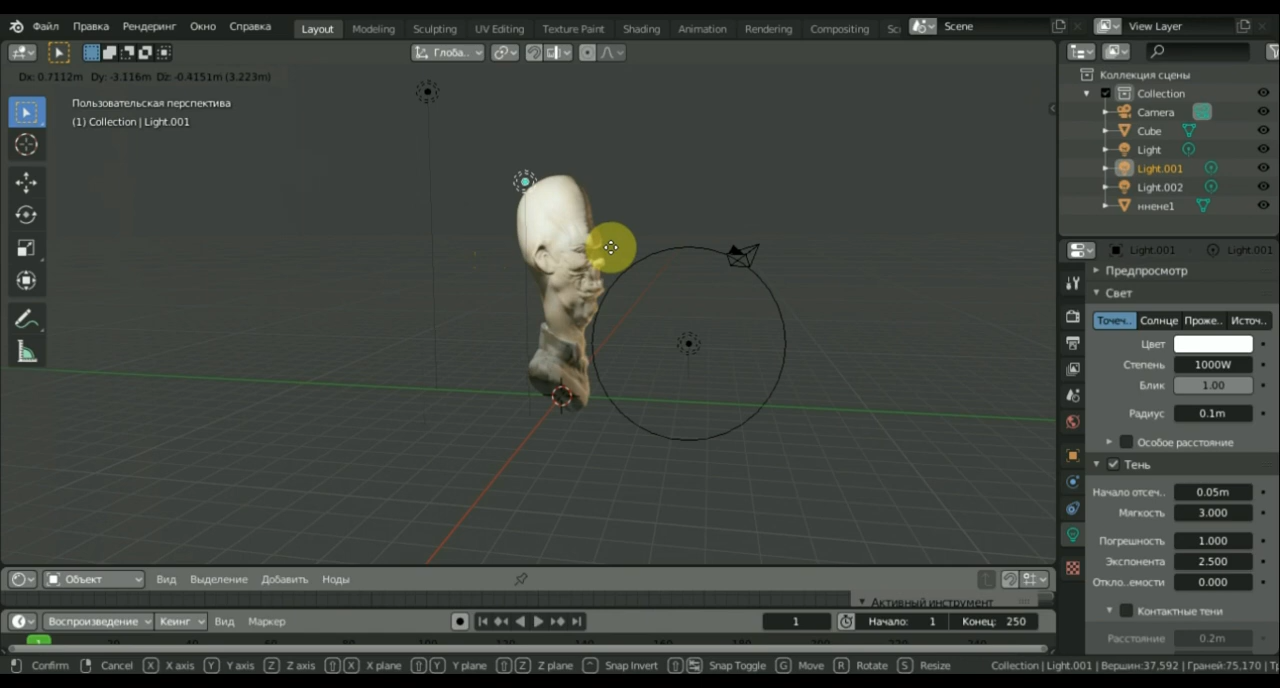 Файл Правка Рендеринг Окно Справка Layout Modeling Sculpting UV Editing Texture Paint Shading Animation Rendering Compositing Sc Scene View Layer
Глоба..
Dx: 0.7112m Dy: -3.116m Dz: -0.4151m (3.223m)
Пользовательская перспектива
(1) Collection | Light.001
Коллекция сцены
Collection
Camera
Cube
Light
Light.001
Light.002
ннене1
Light.001 Light.001
Предпросмотр
Свет
Точеч.. Солнце Проже.. Источ..
Цвет
Степень 1000W
Блик 1.00
Радиус 0.1m
Особое расстояние
Тень
Начало отсеч.. 0.05m
Мягкость 3.000
Погрешность 1.000
Экспонента 2.500
Откло..емости 0.000
Контактные тени
Расстояние 0.2m
Объект Вид Выделение Добавить Ноды
Активный инструмент
Воспроизведение Кеинг Вид Маркер 1 Начало: 1 Конец: 250
1
Confirm Cancel X X axis Y Y axis Z Z axis X X plane Y Y plane Z Z plane Snap Invert Snap Toggle G Move R Rotate S Resize Collection | Light.001 | Вершин:37,592 | Граней:75,170 | Тр